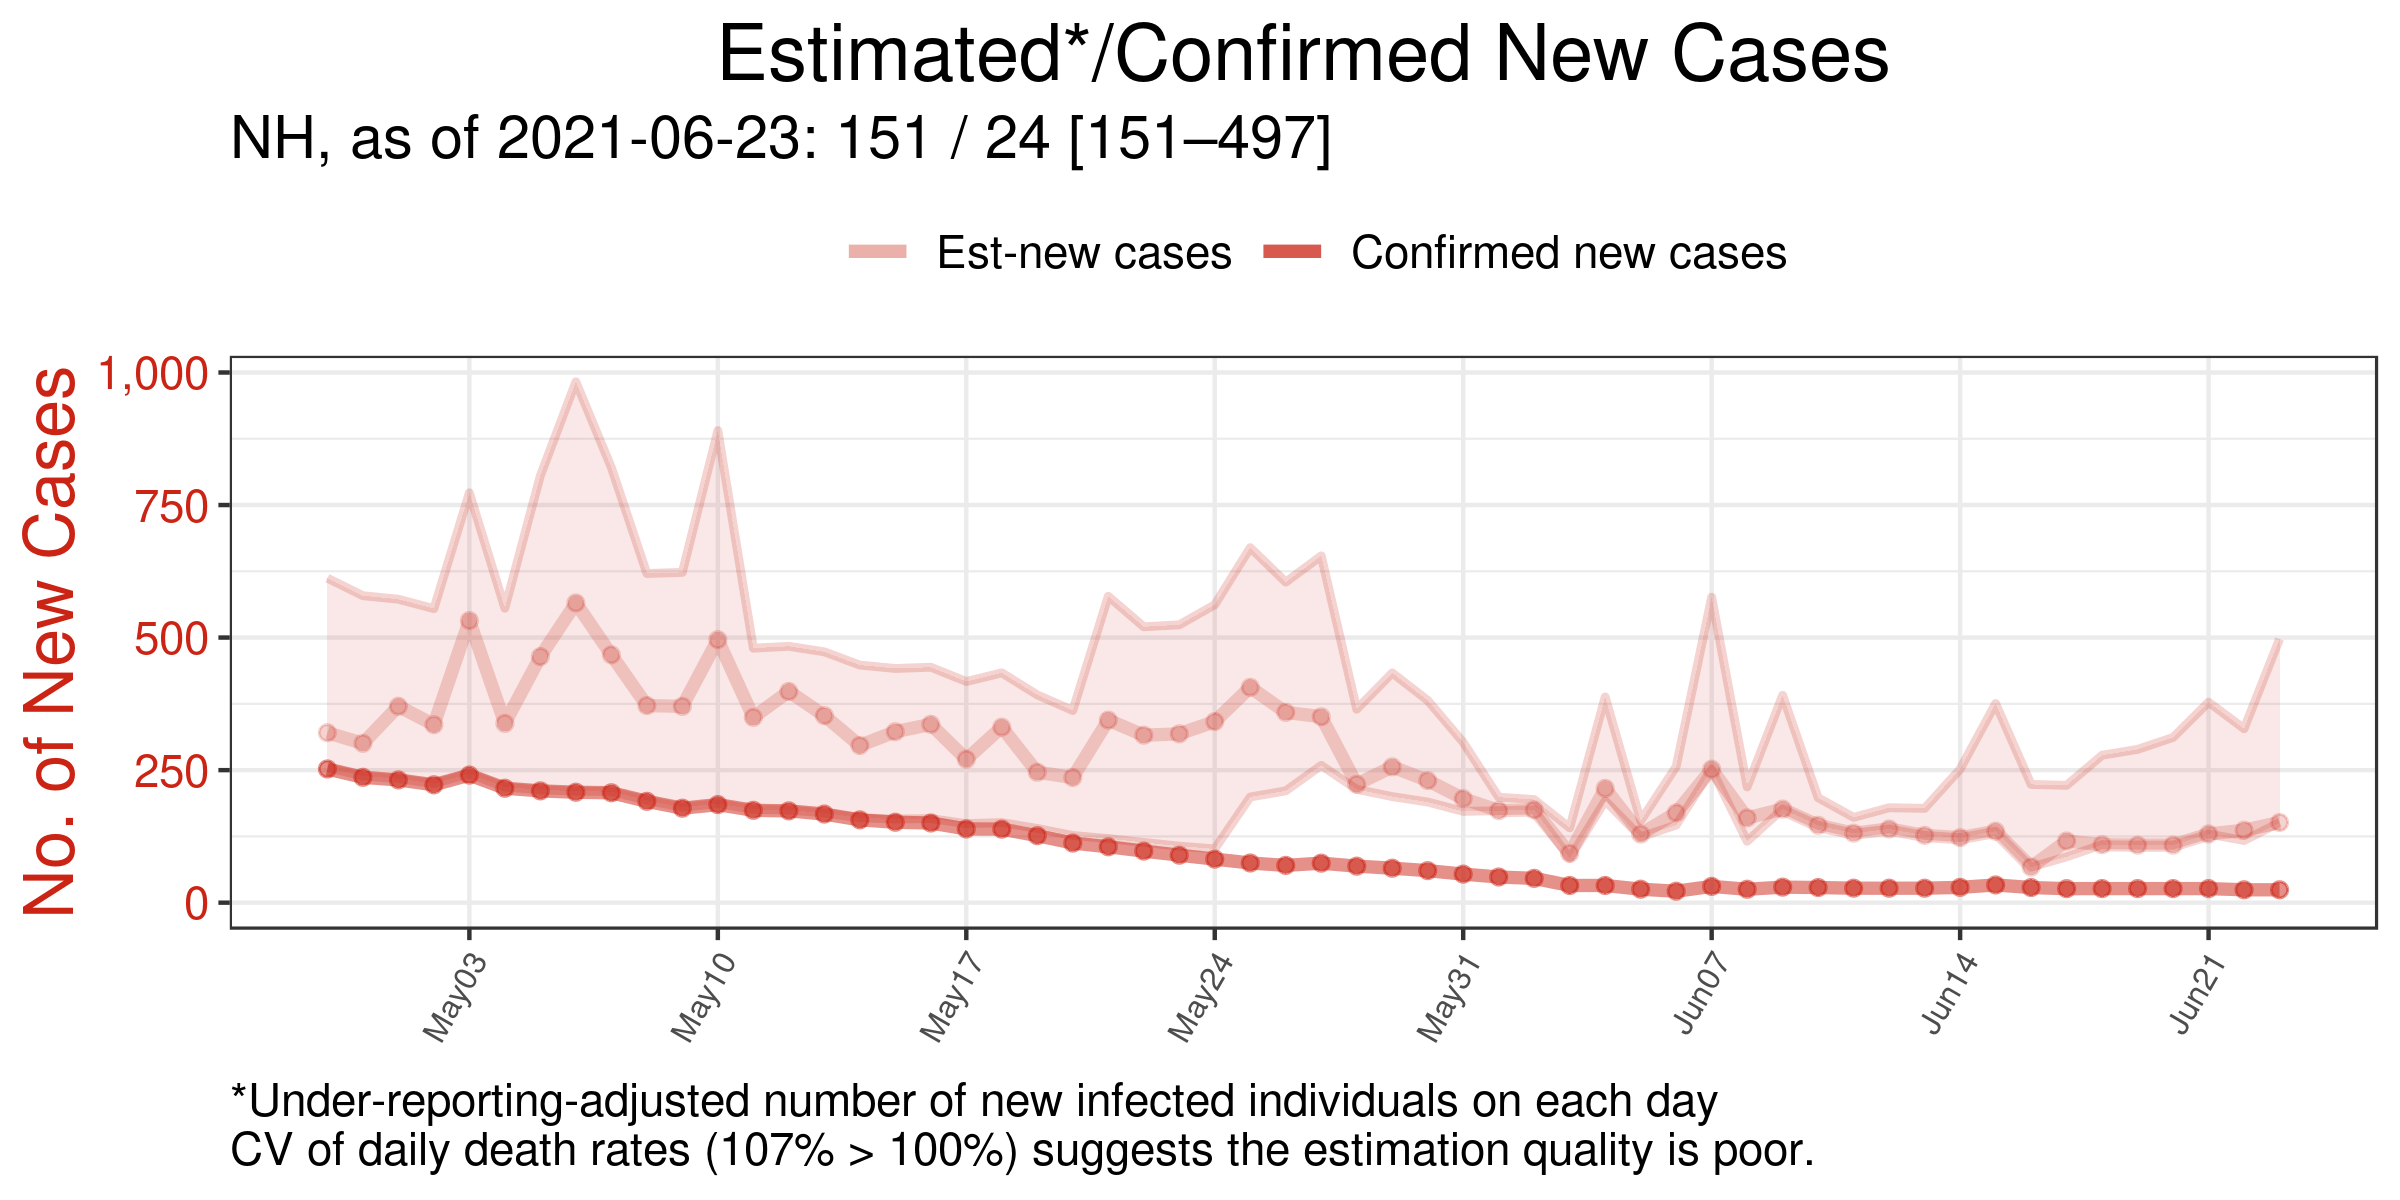 Estimated*/Confirmed New Cases
NH, as of 2021-06-23: 151 / 24 [151–497]
Est-new cases
Confirmed new cases
No. of New Cases
1,000
750
500
250
0
May03
May10
May17
May24
May31
Jun07
Jun14
Jun21
*Under-reporting-adjusted number of new infected individuals on each day
CV of daily death rates (107% > 100%) suggests the estimation quality is poor.